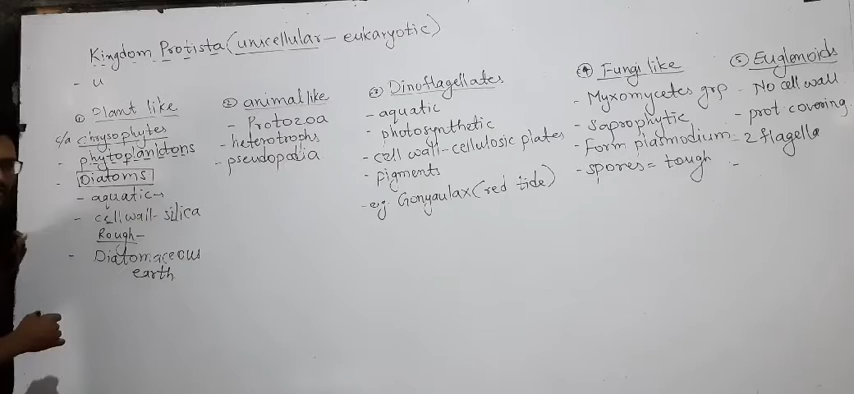 Kingdom Protista (unicellular - eukaryotic)
- u
① Plant like
c/a Chrysophytes
- phytoplanktons
- Diatoms
- aquatic
- cell wall - silica
Rough -
- Diatomaceous
earth
② animal like
- Protozoa
- heterotrophs
- pseudopodia
③ Dinoflagellates
- aquatic
- photosynthetic
- cell wall - cellulosic plates
- pigments
- eg Gonyaulax (red tide)
④ Fungi like
- Myxomycetes grp
- Saprophytic
- Form plasmodium
- spores = tough
⑤ Euglenoids
- No cell wall
- prot covering
- 2 flagella
-